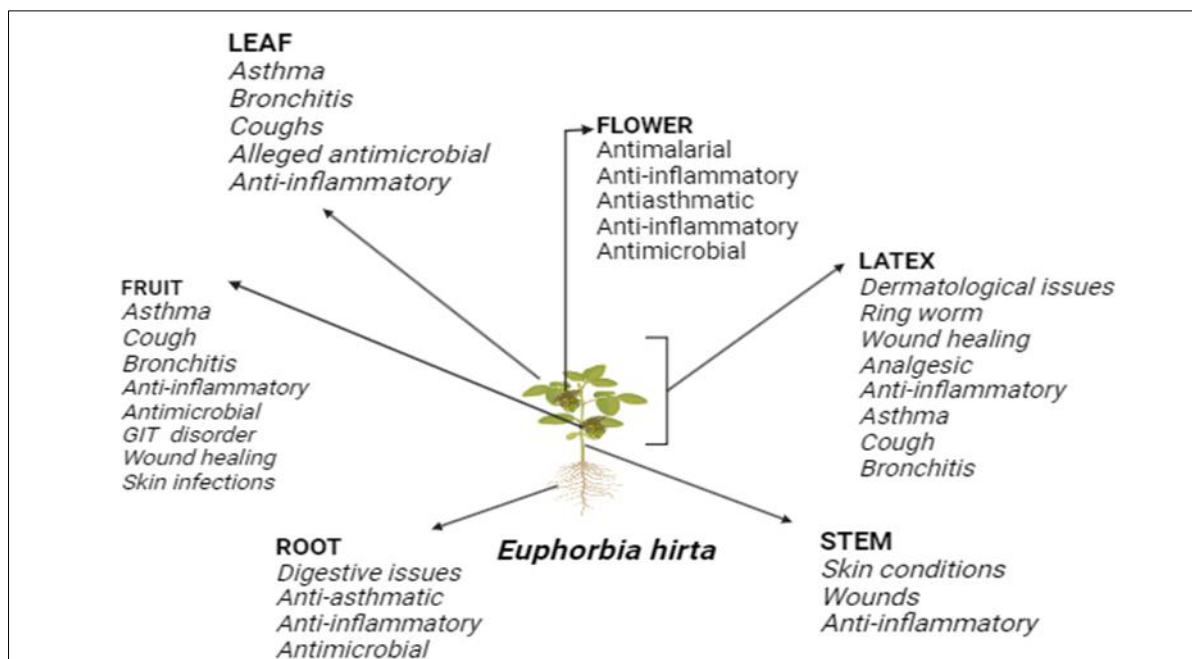 LEAF
Asthma
Bronchitis
Coughs
Alleged antimicrobial
Anti-inflammatory
FLOWER
Antimalarial
Anti-inflammatory
Antiasthmatic
Anti-inflammatory
Antimicrobial
FRUIT
Asthma
Cough
Bronchitis
Anti-inflammatory
Antimicrobial
GIT disorder
Wound healing
Skin infections
LATEX
Dermatological issues
Ring worm
Wound healing
Analgesic
Anti-inflammatory
Asthma
Cough
Bronchitis
ROOT
Digestive issues
Anti-asthmatic
Anti-inflammatory
Antimicrobial
Euphorbia hirta
STEM
Skin conditions
Wounds
Anti-inflammatory